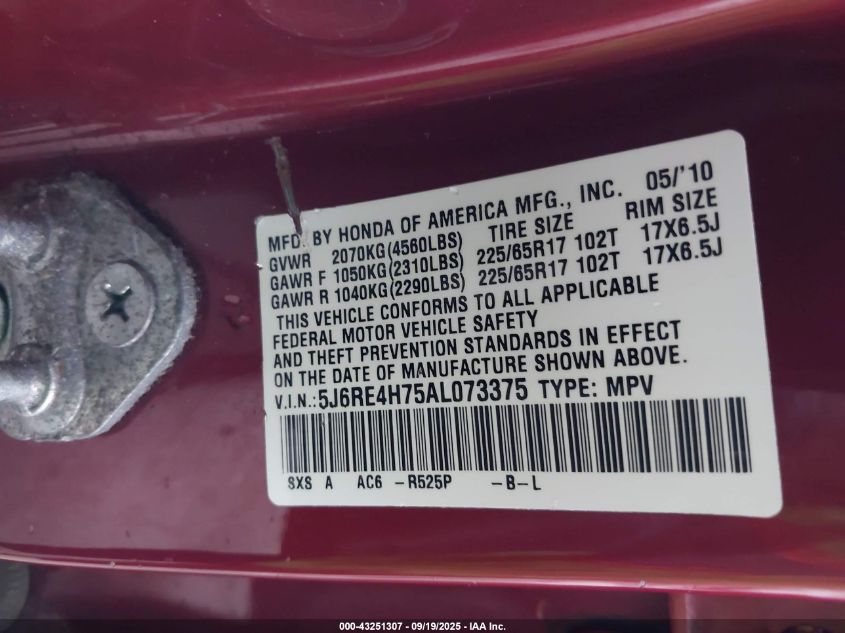 MFD. BY HONDA OF AMERICA MFG., INC. 05/'10
GVWR 2070KG(4560LBS) TIRE SIZE RIM SIZE
GAWR F 1050KG(2310LBS) 225/65R17 102T 17X6.5J
GAWR R 1040KG(2290LBS) 225/65R17 102T 17X6.5J
THIS VEHICLE CONFORMS TO ALL APPLICABLE
FEDERAL MOTOR VEHICLE SAFETY
AND THEFT PREVENTION STANDARDS IN EFFECT
ON THE DATE OF MANUFACTURE SHOWN ABOVE.
V.I.N.:5J6RE4H75AL073375 TYPE: MPV
SXS A AC6 -R525P -B-L
000-43251307 - 09/19/2025 - IAA Inc.